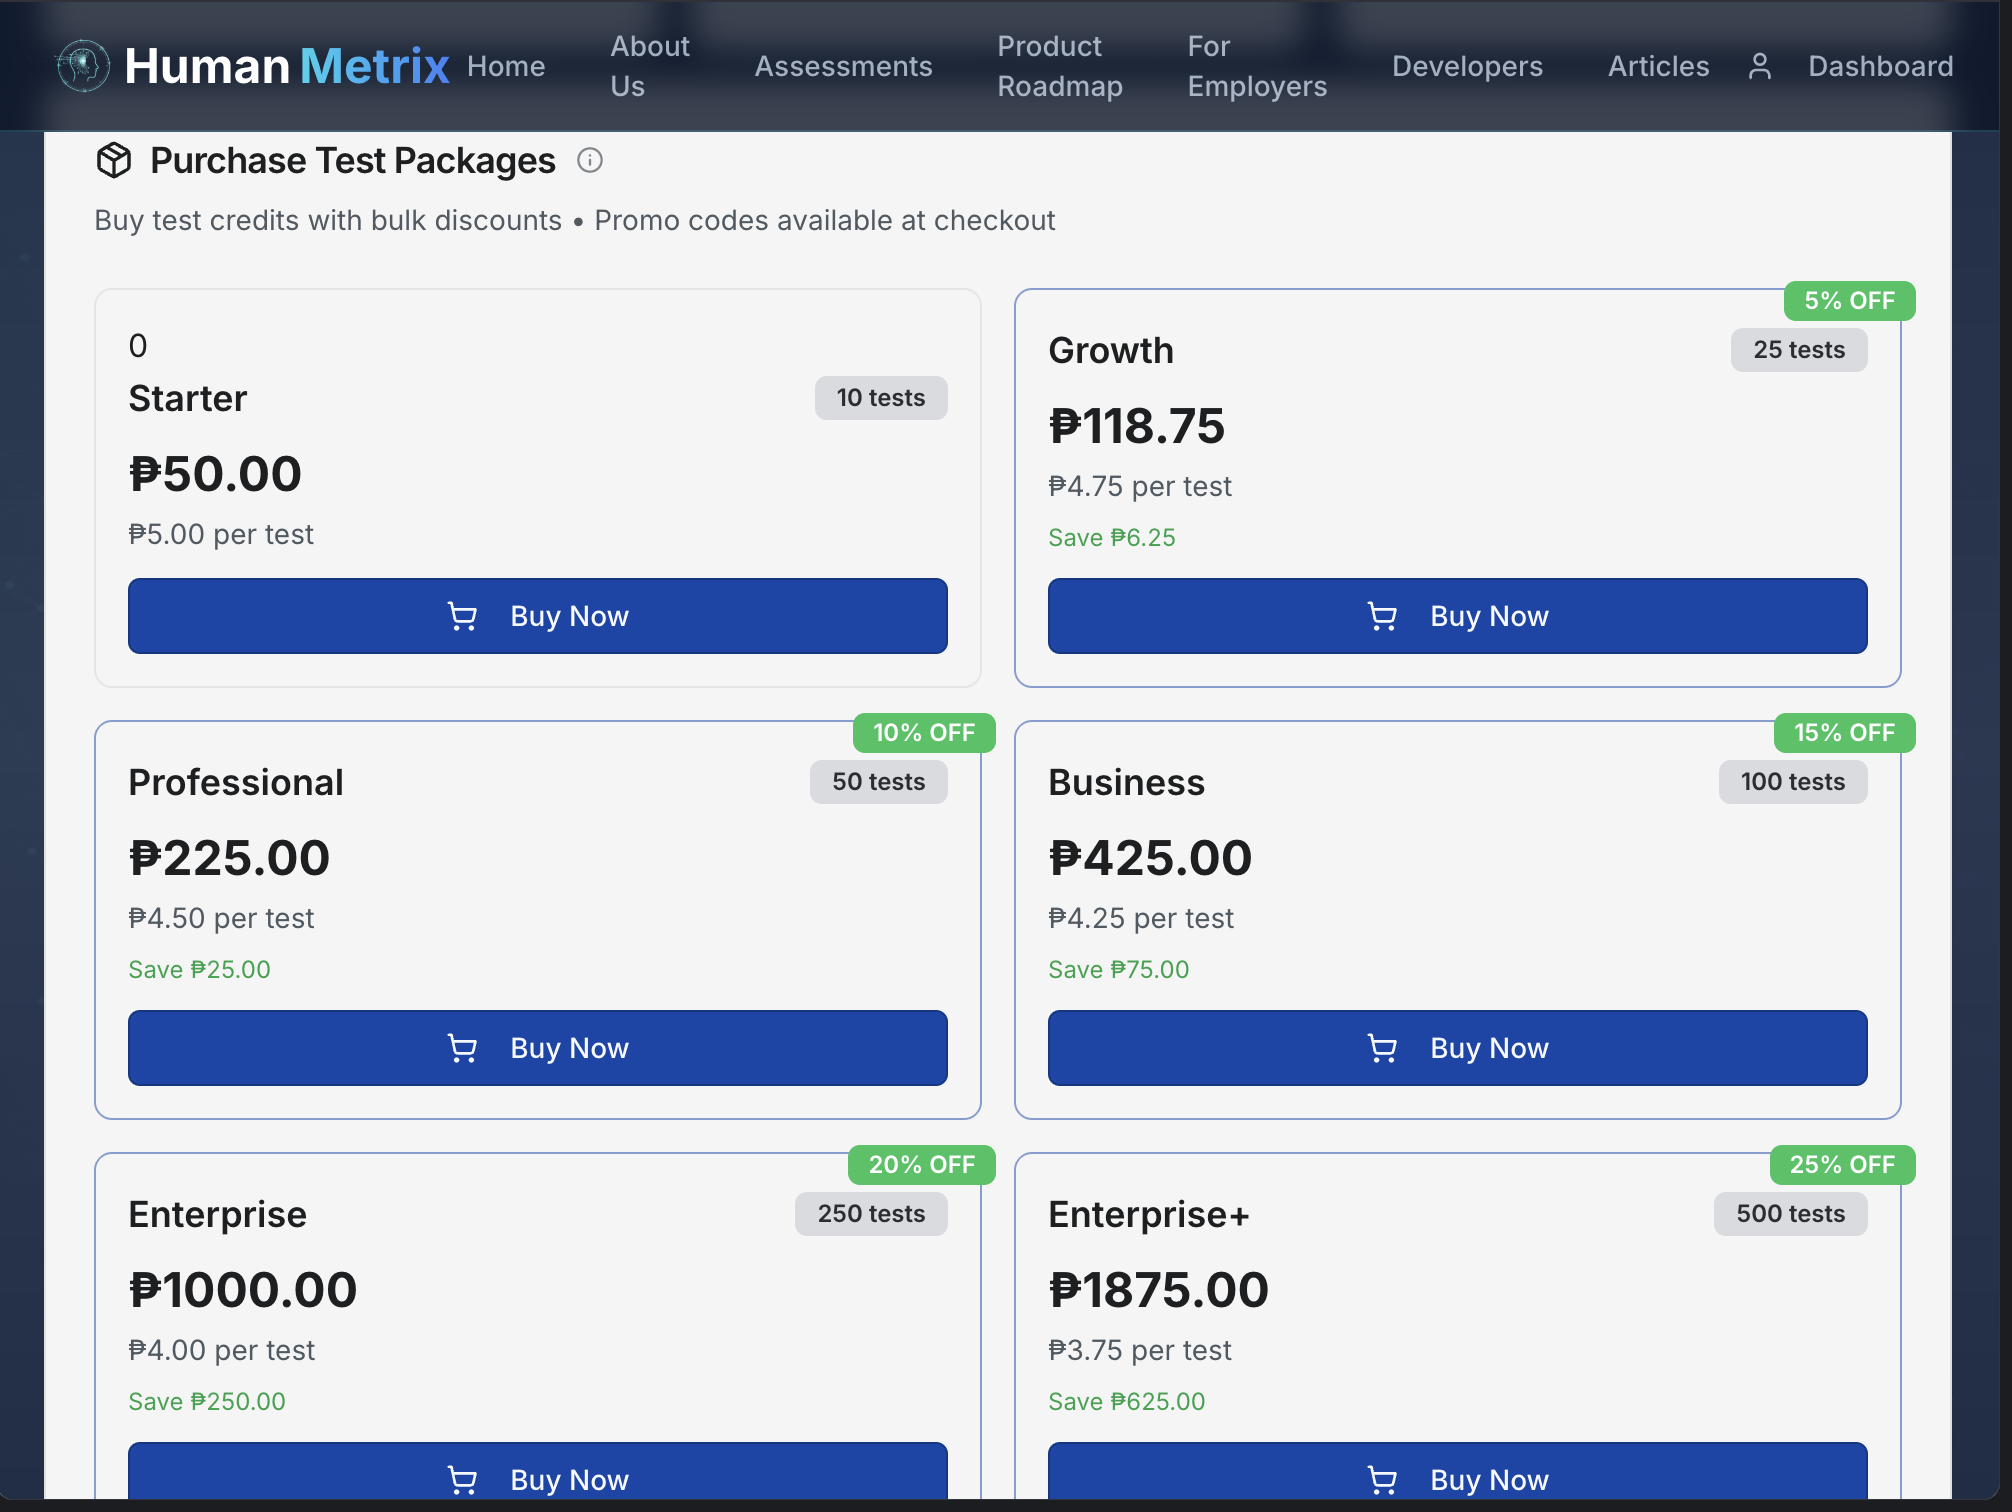 Human Metrix
Home
About
Us
Assessments
Product
Roadmap
For
Employers
Developers
Articles
Dashboard
Purchase Test Packages
Buy test credits with bulk discounts • Promo codes available at checkout
0
Starter
10 tests
₱50.00
₱5.00 per test
Buy Now
5% OFF
Growth
25 tests
₱118.75
₱4.75 per test
Save ₱6.25
Buy Now
10% OFF
Professional
50 tests
₱225.00
₱4.50 per test
Save ₱25.00
Buy Now
15% OFF
Business
100 tests
₱425.00
₱4.25 per test
Save ₱75.00
Buy Now
20% OFF
Enterprise
250 tests
₱1000.00
₱4.00 per test
Save ₱250.00
Buy Now
25% OFF
Enterprise+
500 tests
₱1875.00
₱3.75 per test
Save ₱625.00
Buy Now